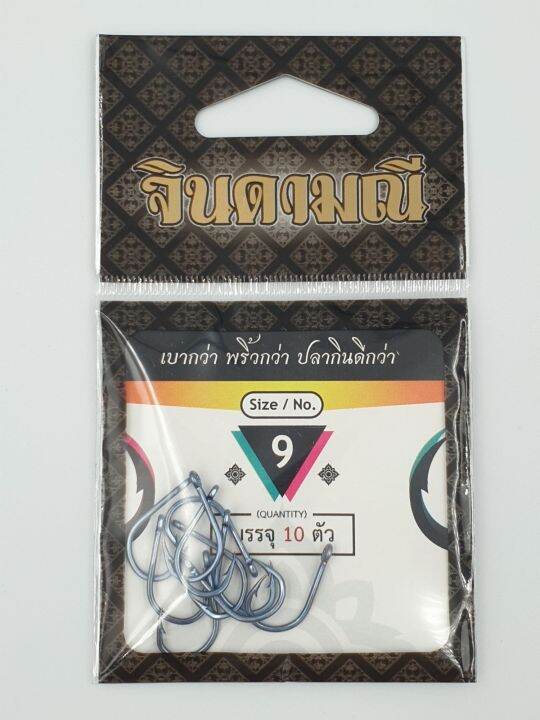 จินดามณี
เบากว่า พริ้วกว่า ปลากินดีกว่า
Size / No.
9
(QUANTITY)
บรรจุ 10 ตัว